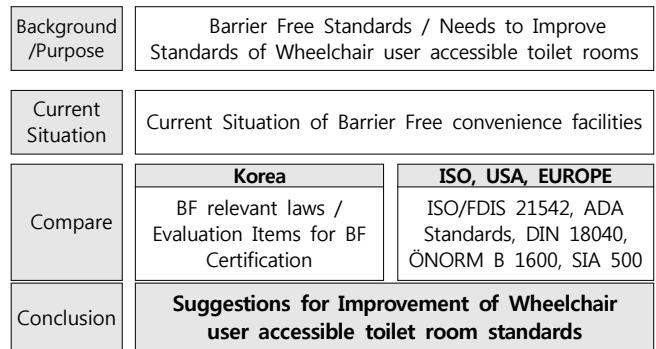 Background
/Purpose
Barrier Free Standards / Needs to Improve
Standards of Wheelchair user accessible toilet rooms
Current
Situation
Current Situation of Barrier Free convenience facilities
Compare
Korea
BF relevant laws /
Evaluation Items for BF
Certification
ISO, USA, EUROPE
ISO/FDIS 21542, ADA
Standards, DIN 18040,
ÖNORM B 1600, SIA 500
Conclusion
Suggestions for Improvement of Wheelchair
user accessible toilet room standards